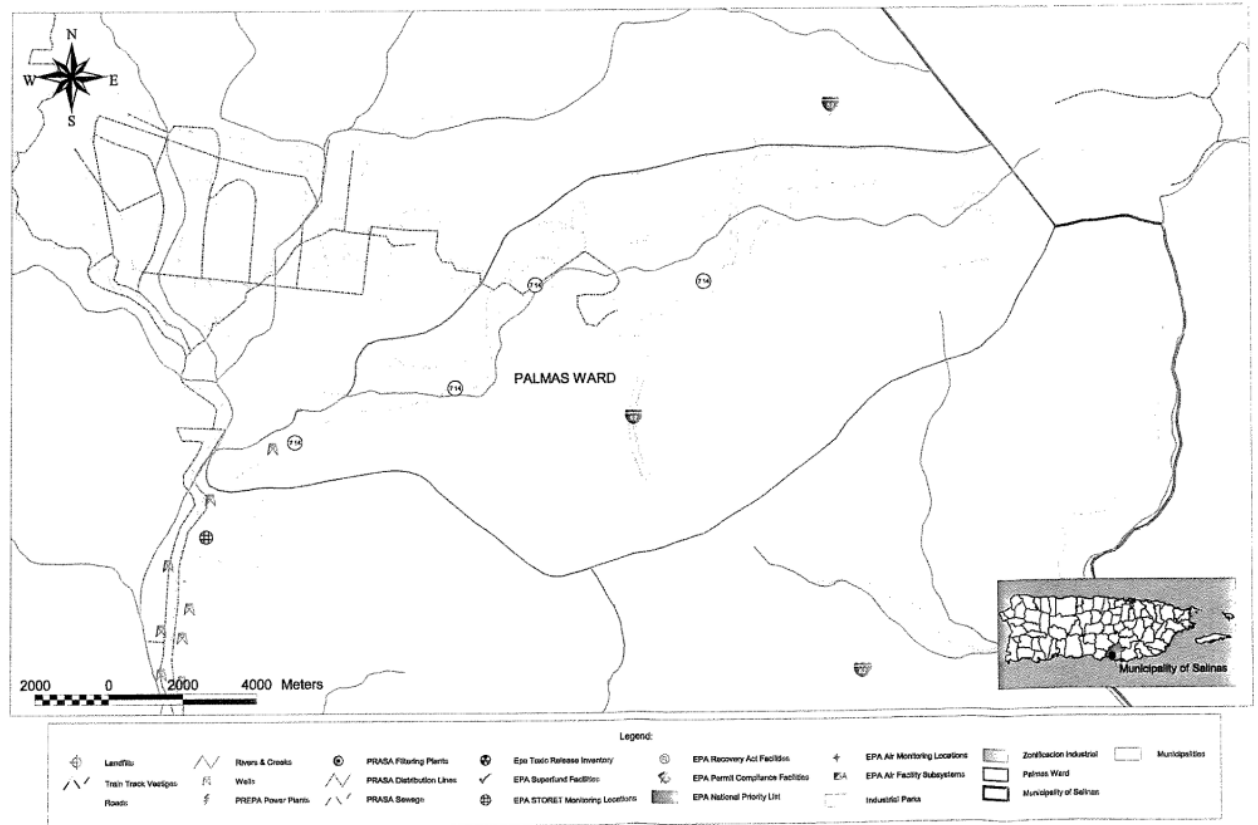 N
W E
S
714
714
714
714
PALMAS WARD
Municipality of Salinas
2000 0 2000 4000 Meters
Legend:
Landfills
Train Track Vestiges
Roads
Rivers & Creeks
Wells
PREPA Power Plants
PRASA Filtering Plants
PRASA Distribution Lines
PRASA Sewage
Epa Toxic Release Inventory
EPA Superfund Facilities
EPA STORET Monitoring Locations
EPA Recovery Act Facilities
EPA Permit Compliance Facilities
EPA National Priority List
EPA Air Monitoring Locations
EPA Air Facility Subsystems
Industrial Parks
Zonificacion Industrial
Palmas Ward
Municipality of Salinas
Municipalities